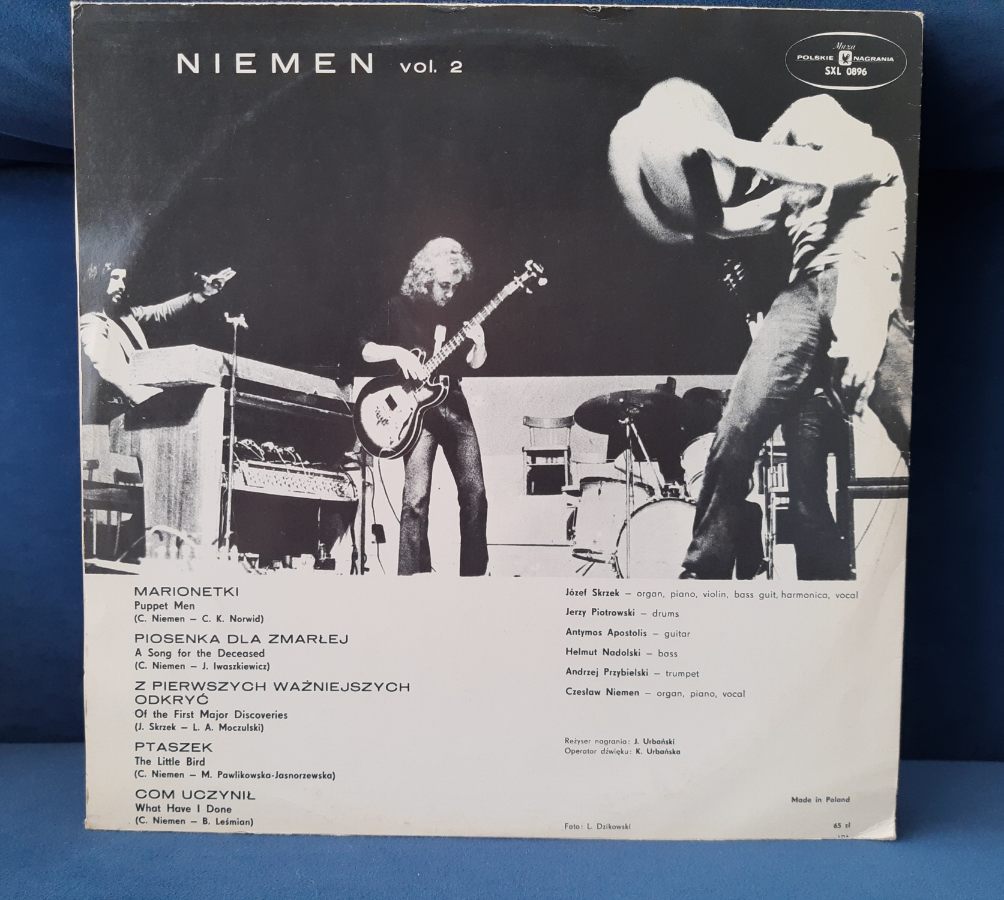 NIEMEN vol. 2
Muza
POLSKIE NAGRANIA
SXL 0896
MARIONETKI
Puppet Men
(C. Niemen – C. K. Norwid)
PIOSENKA DLA ZMARŁEJ
A Song for the Deceased
(C. Niemen – J. Iwaszkiewicz)
Z PIERWSZYCH WAŻNIEJSZYCH
ODKRYĆ
Of the First Major Discoveries
(J. Skrzek – L. A. Moczulski)
PTASZEK
The Little Bird
(C. Niemen – M. Pawlikowska-Jasnorzewska)
COM UCZYNIŁ
What Have I Done
(C. Niemen – B. Leśmian)
Józef Skrzek – organ, piano, violin, bass guit, harmonica, vocal
Jerzy Piotrowski – drums
Antymos Apostolis – guitar
Helmut Nadolski – bass
Andrzej Przybielski – trumpet
Czesław Niemen – organ, piano, vocal
Reżyser nagrania: J. Urbański
Operator dźwięku: K. Urbańska
Foto: L. Dzikowski
Made in Poland
65 zł